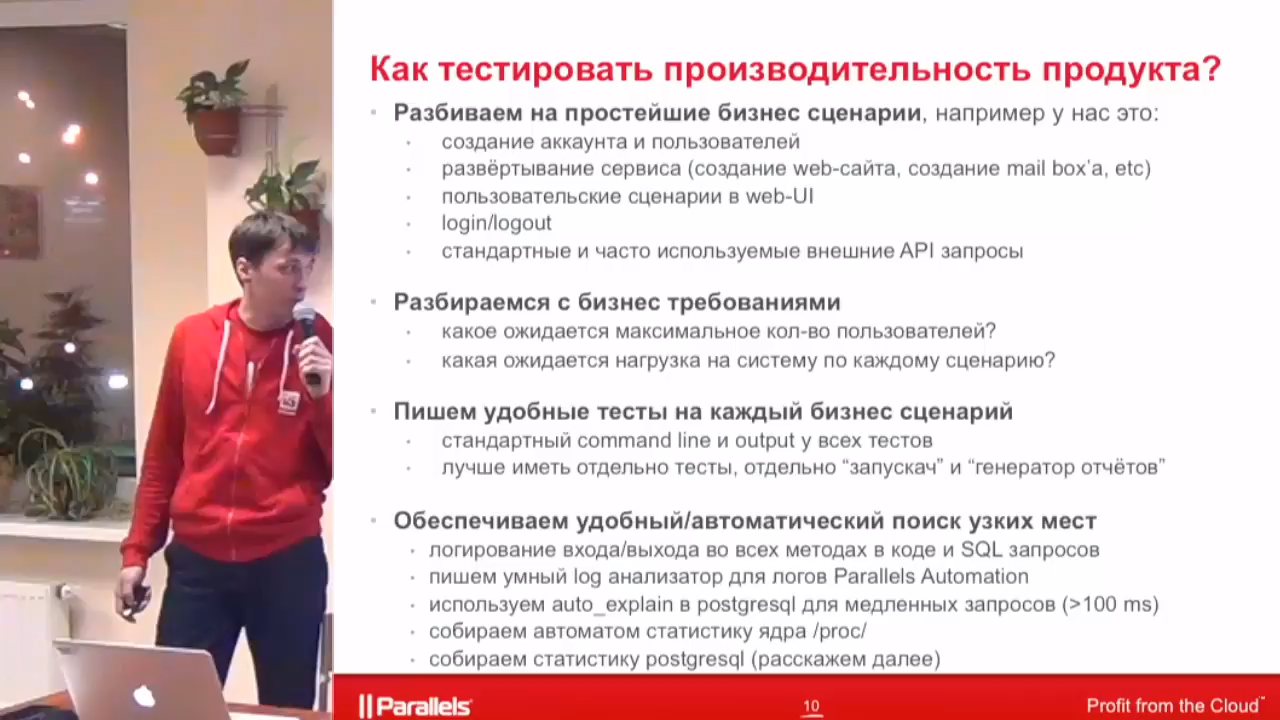 Как тестировать производительность продукта?
Разбиваем на простейшие бизнес сценарии, например у нас это:
создание аккаунта и пользователей
развёртывание сервиса (создание web-сайта, создание mail box’a, etc)
пользовательские сценарии в web-UI
login/logout
стандартные и часто используемые внешние API запросы
Разбираемся с бизнес требованиями
какое ожидается максимальное кол-во пользователей?
какая ожидается нагрузка на систему по каждому сценарию?
Пишем удобные тесты на каждый бизнес сценарий
стандартный command line и output у всех тестов
лучше иметь отдельно тесты, отдельно “запускач” и “генератор отчётов”
Обеспечиваем удобный/автоматический поиск узких мест
логирование входа/выхода во всех методах в коде и SQL запросов
пишем умный log анализатор для логов Parallels Automation
используем auto_explain в postgresql для медленных запросов (>100 ms)
собираем автоматом статистику ядра /proc/
собираем статистику postgresql (расскажем далее)
Parallels
10
Profit from the Cloud™